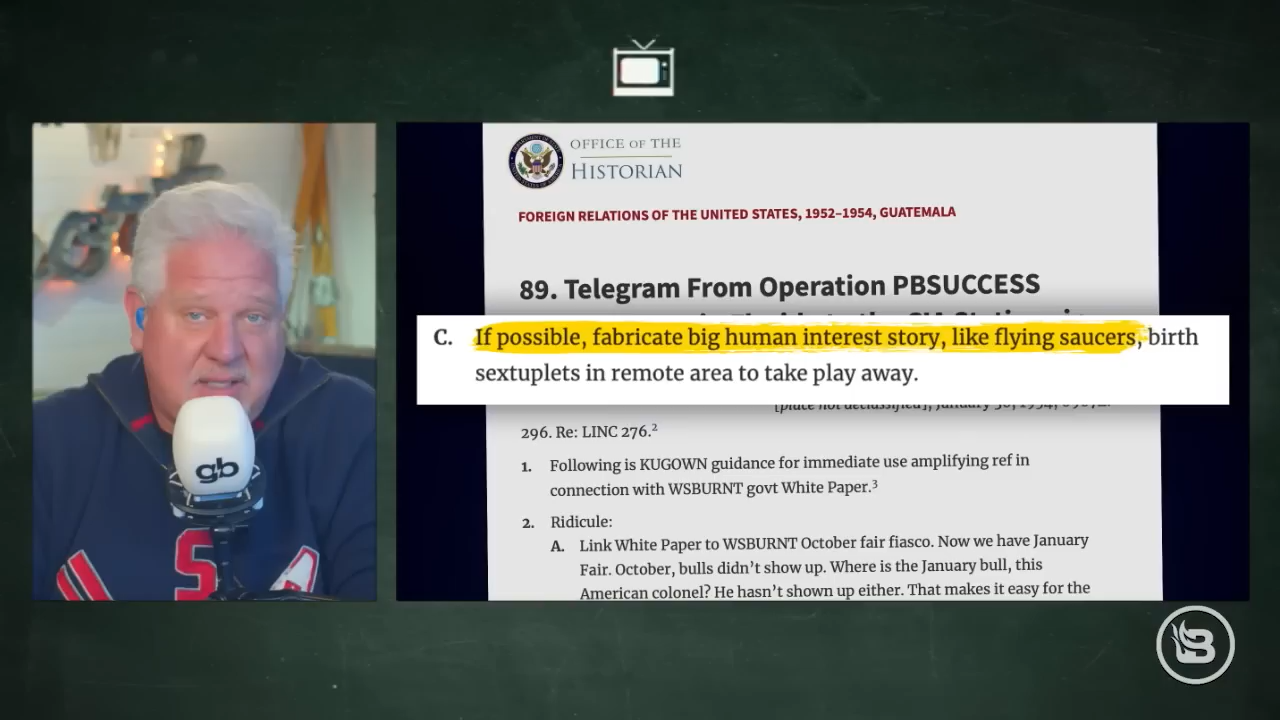 gb
S A
OFFICE OF THE
HISTORIAN
FOREIGN RELATIONS OF THE UNITED STATES, 1952–1954, GUATEMALA
89. Telegram From Operation PBSUCCESS
C. If possible, fabricate big human interest story, like flying saucers, birth
sextuplets in remote area to take play away.
[place not declassified], January
296. Re: LINC 276.²
1. Following is KUGOWN guidance for immediate use amplifying ref in
connection with WSBURNT govt White Paper.³
2. Ridicule:
A. Link White Paper to WSBURNT October fair fiasco. Now we have January
Fair. October, bulls didn't show up. Where is the January bull, this
American colonel? He hasn't shown up either. That makes it easy for the
B